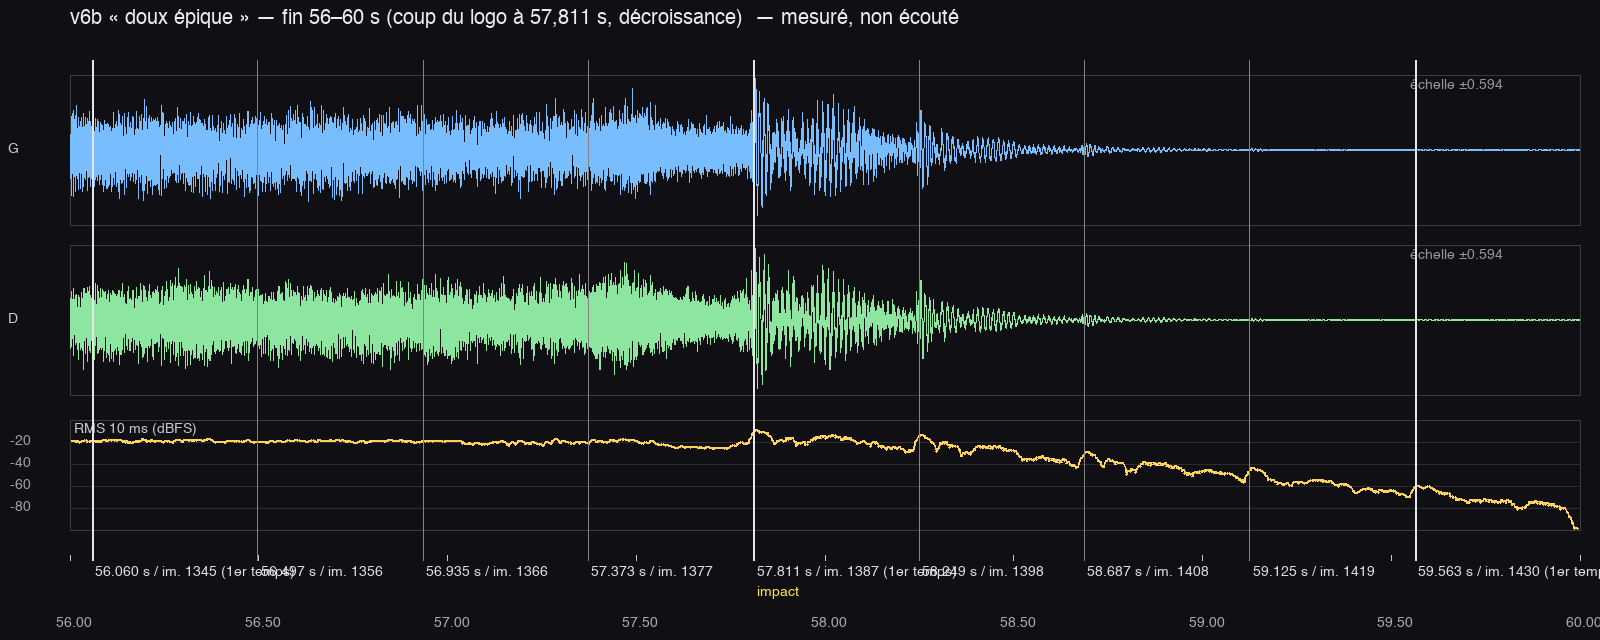 v6b « doux épique » — fin 56–60 s (coup du logo à 57,811 s, décroissance) — mesuré, non écouté
échelle ±0.594
G
échelle ±0.594
D
RMS 10 ms (dBFS)
-20
-40
-60
-80
56.060 s / im. 1345 (1er temps) 56.497 s / im. 1356 56.935 s / im. 1366 57.373 s / im. 1377 57.811 s / im. 1387 (1er temps) 58.249 s / im. 1398 58.687 s / im. 1408 59.125 s / im. 1419 59.563 s / im. 1430 (1er temp
impact
56.00 56.50 57.00 57.50 58.00 58.50 59.00 59.50 60.00